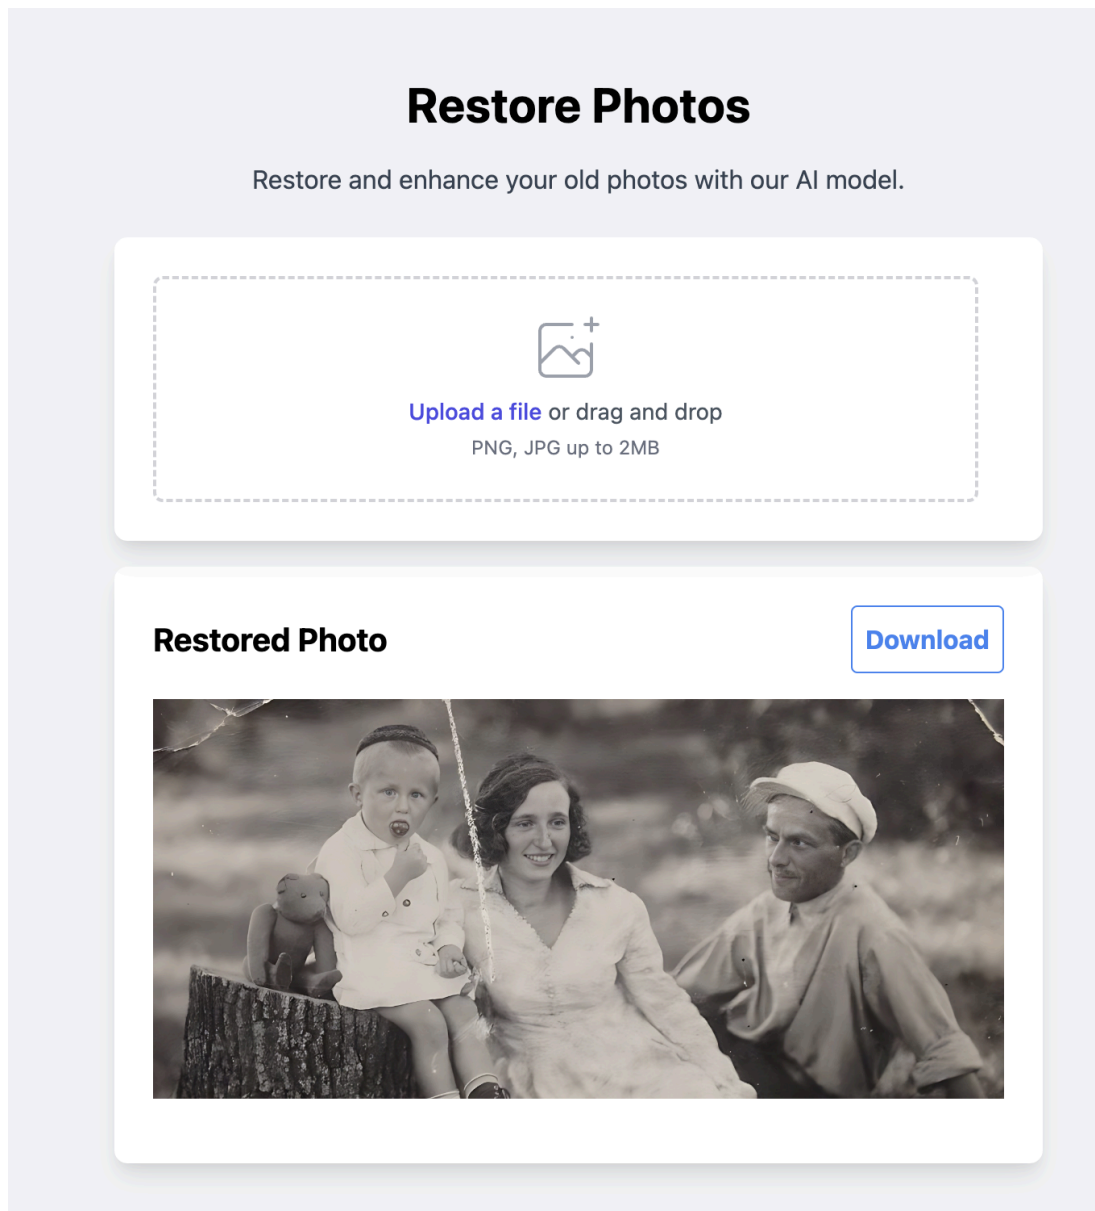 Restore Photos
Restore and enhance your old photos with our AI model.
Upload a file or drag and drop
PNG, JPG up to 2MB
Restored Photo
Download